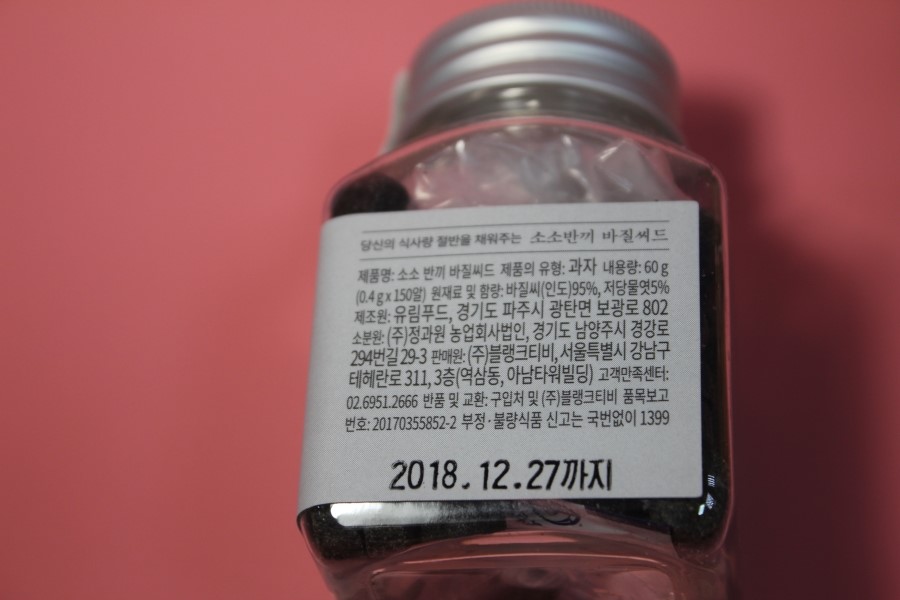 당신의 식사량 절반을 채워주는 소소반끼 바질씨드
제품명: 소소 반끼 바질씨드 제품의 유형: 과자 내용량: 60 g
(0.4 g x 150알) 원재료 및 함량: 바질씨(인도)95%, 저당물엿5%
제조원: 유림푸드, 경기도 파주시 광탄면 보광로 802
소분원: (주)정과원 농업회사법인, 경기도 남양주시 경강로
294번길 29-3 판매원: (주)블랭크티비, 서울특별시 강남구
테헤란로 311, 3층(역삼동, 아남타워빌딩) 고객만족센터:
02.6951.2666 반품 및 교환: 구입처 및 (주)블랭크티비 품목보고
번호: 20170355852-2 부정·불량식품 신고는 국번없이 1399
2018.12.27까지